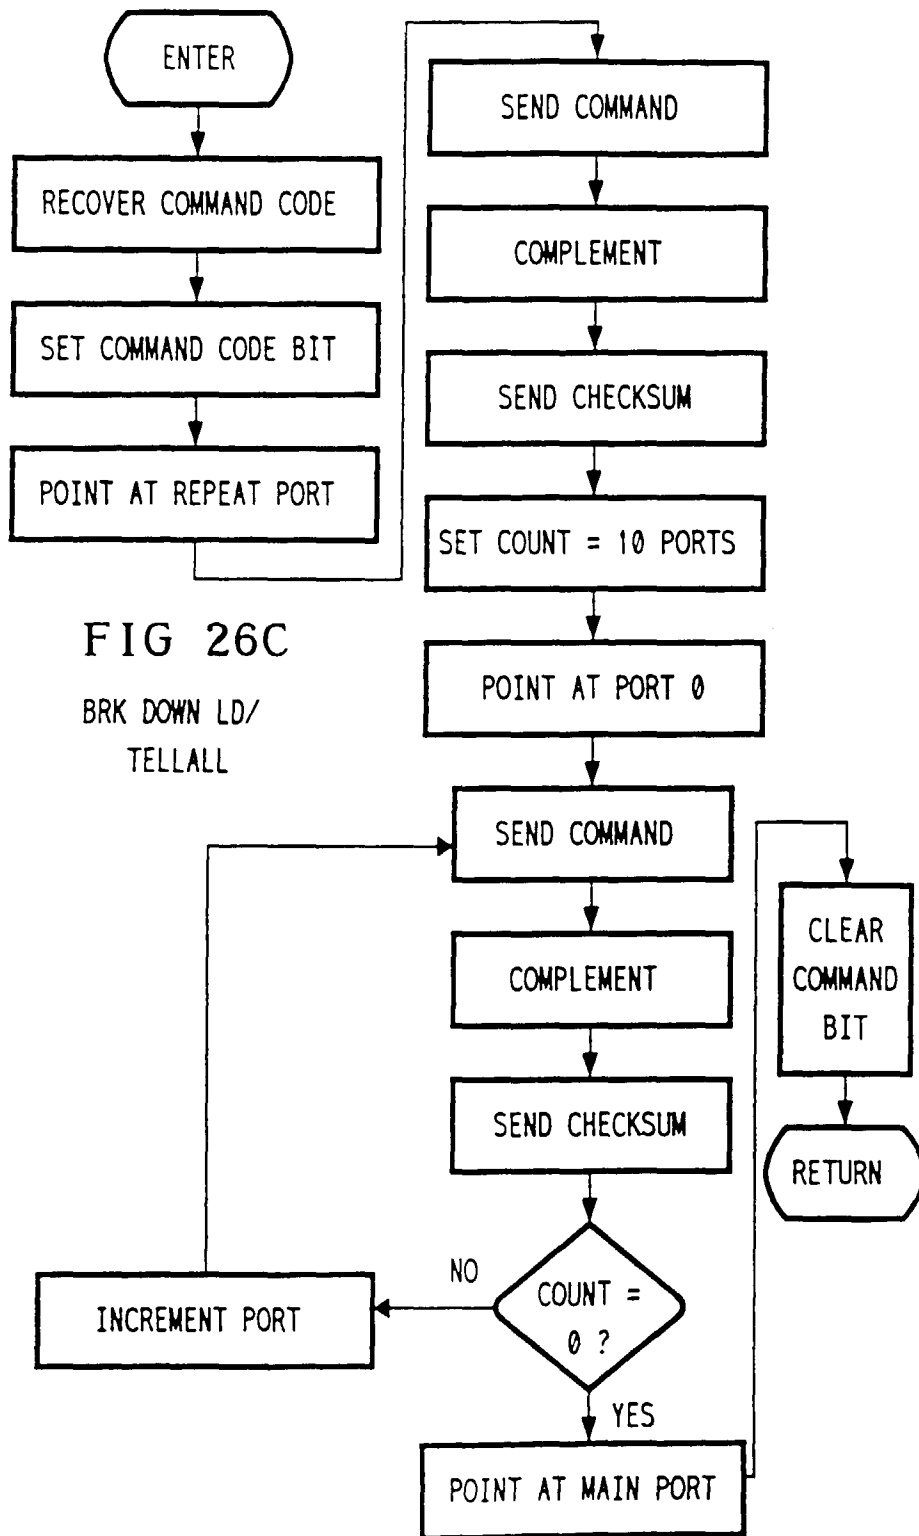 ENTER
RECOVER COMMAND CODE
SET COMMAND CODE BIT
POINT AT REPEAT PORT
FIG 26C
BRK DOWN LD/
TELLALL
SEND COMMAND
COMPLEMENT
SEND CHECKSUM
SET COUNT = 10 PORTS
POINT AT PORT 0
SEND COMMAND
COMPLEMENT
SEND CHECKSUM
COUNT =
0 ?
NO
INCREMENT PORT
YES
POINT AT MAIN PORT
CLEAR
COMMAND
BIT
RETURN